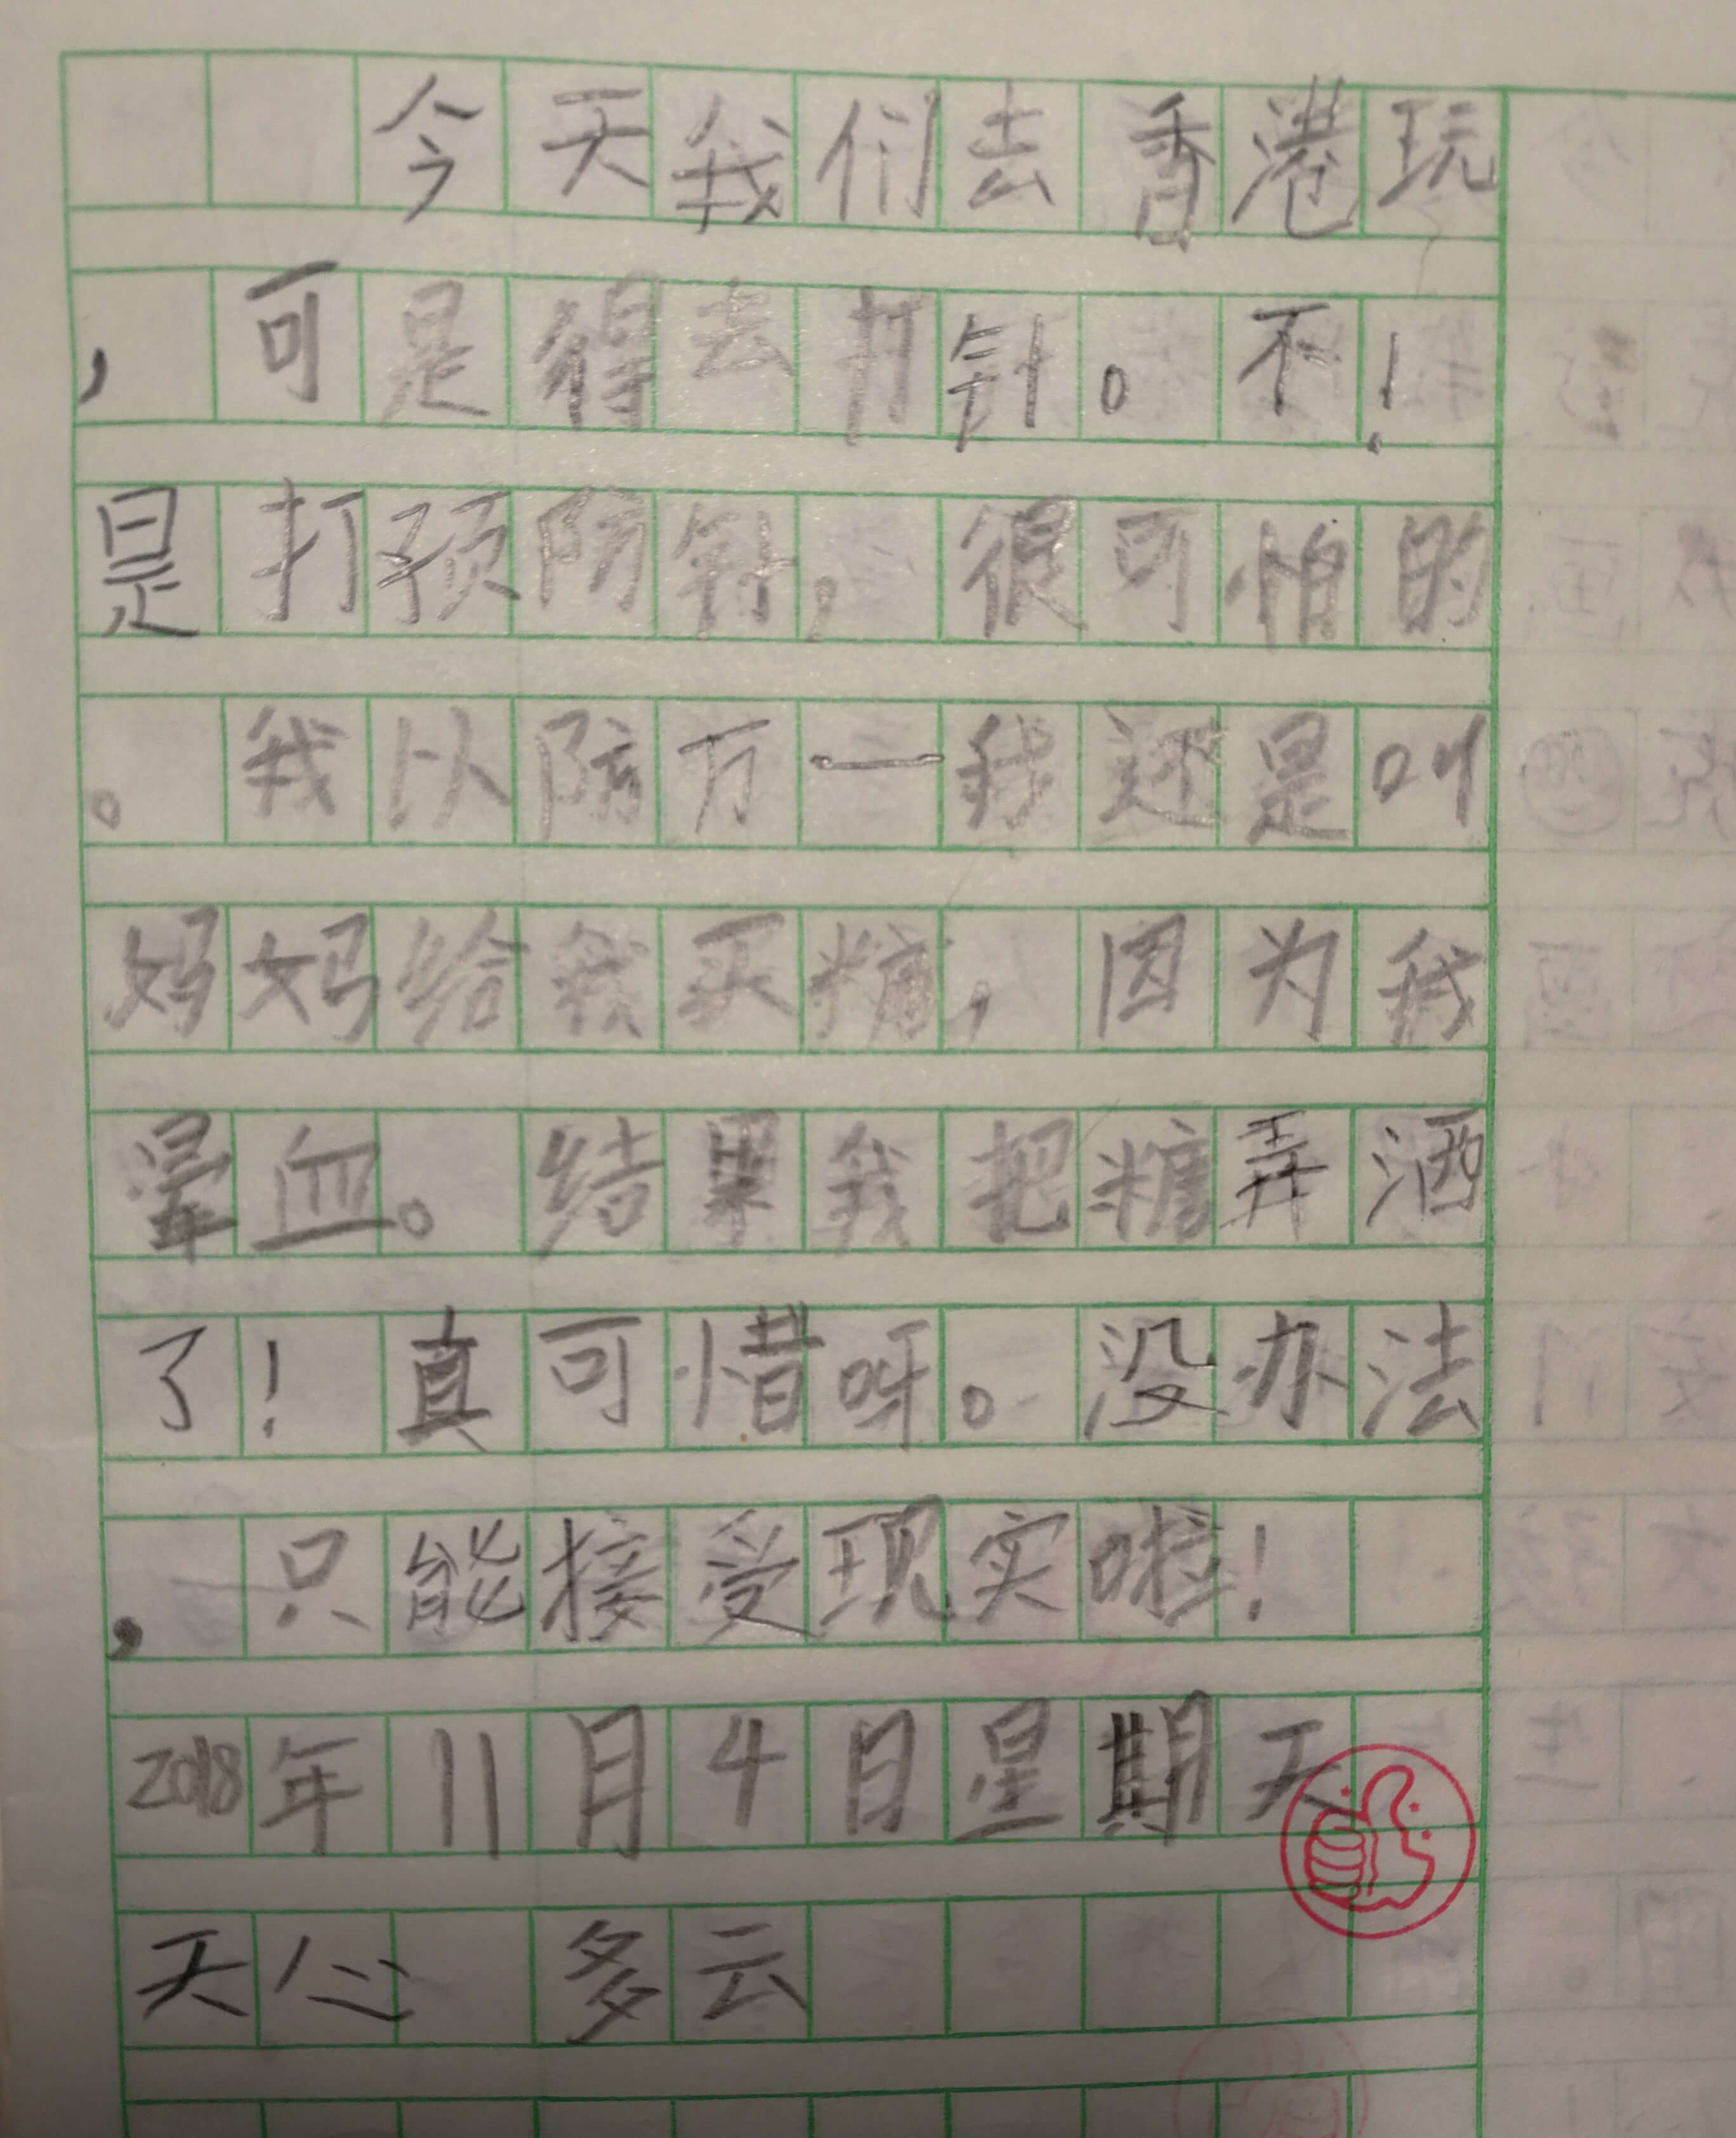 今天我们去香港玩
，可是得去打针。不！
是打预防针，很可怕的
。我以防万一我还是叫
妈妈给我买糖，因为我
晕血。结果我把糖弄洒
了！真可惜呀。没办法
，只能接受现实啦！
2018年11月4日星期天
天心 多云